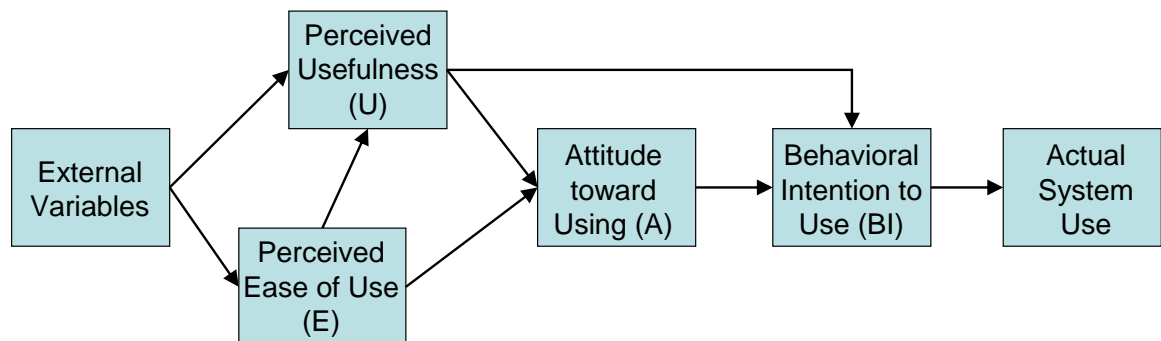 Perceived
Usefulness
(U)
External
Variables
Perceived
Ease of Use
(E)
Attitude
toward
Using (A)
Behavioral
Intention to
Use (BI)
Actual
System
Use